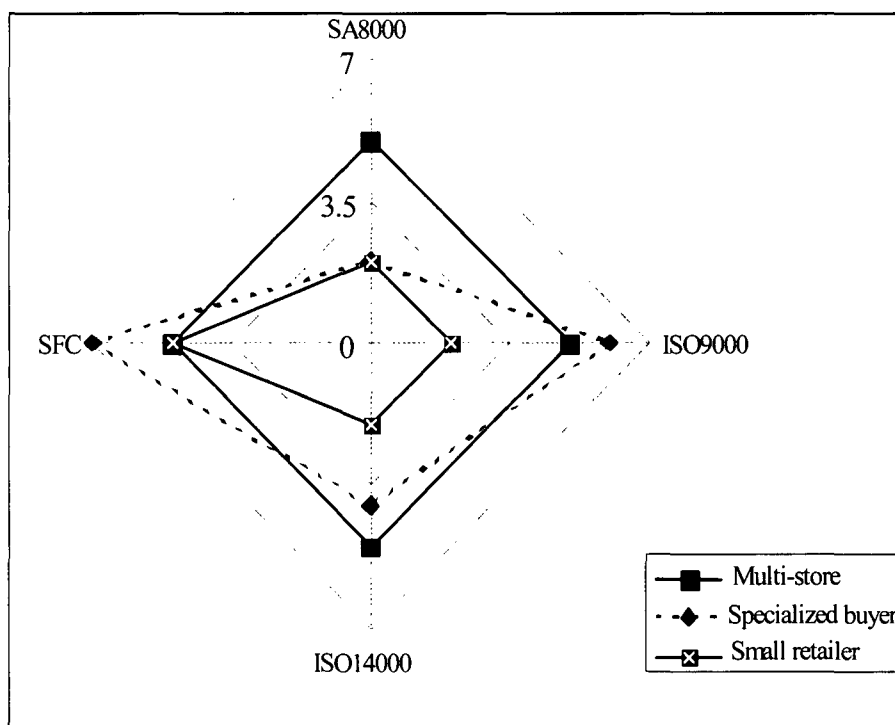 SA8000
7
3.5
SFC
0
ISO9000
ISO14000
Multi-store
Specialized buyer
Small retailer